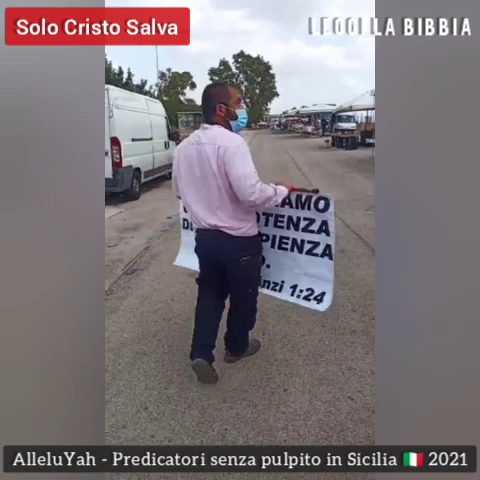 Solo Cristo Salva
LEGGI LA BIBBIA
AMO
TENZA
PIENZA
nzi 1:24
AlleluYah - Predicatori senza pulpito in Sicilia 🇮🇹 2021